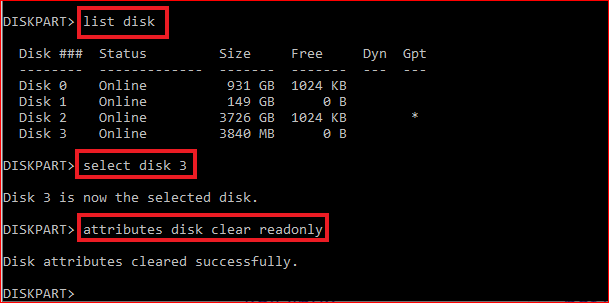 DISKPART> list disk
Disk ### Status Size Free Dyn Gpt
-------- ------------- ------- ------- --- ---
Disk 0 Online 931 GB 1024 KB
Disk 1 Online 149 GB 0 B
Disk 2 Online 3726 GB 1024 KB *
Disk 3 Online 3840 MB 0 B
DISKPART> select disk 3
Disk 3 is now the selected disk.
DISKPART> attributes disk clear readonly
Disk attributes cleared successfully.
DISKPART>